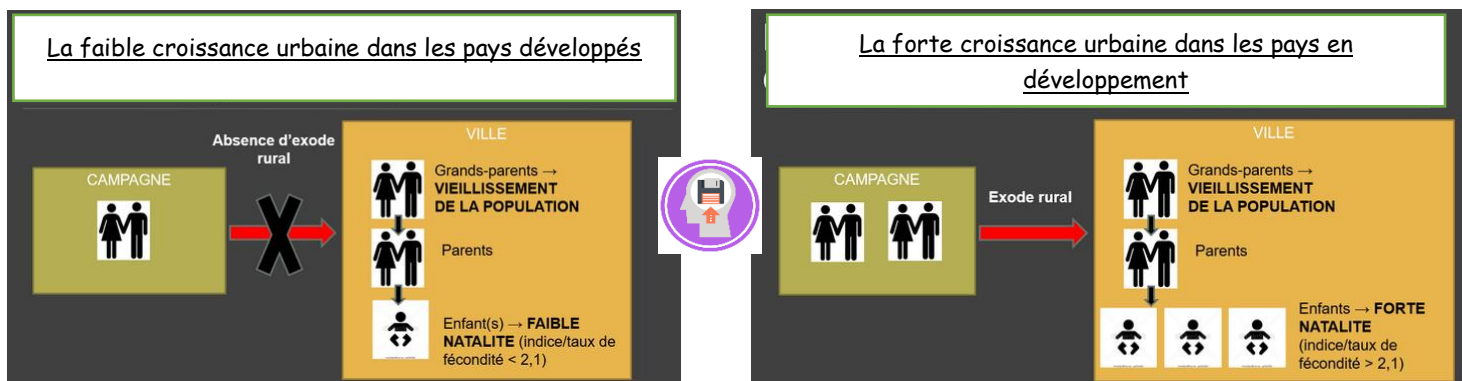 La faible croissance urbaine dans les pays développés
Absence d'exode
rural
CAMPAGNE
VILLE
Grands-parents →
VIEILLISSEMENT
DE LA POPULATION
Parents
Enfant(s) → FAIBLE
NATALITE (indice/taux de
fécondité < 2,1)
La forte croissance urbaine dans les pays en
développement
CAMPAGNE
Exode rural
VILLE
Grands-parents →
VIEILLISSEMENT
DE LA POPULATION
Parents
Enfants → FORTE
NATALITE
(indice/taux de
fécondité > 2,1)